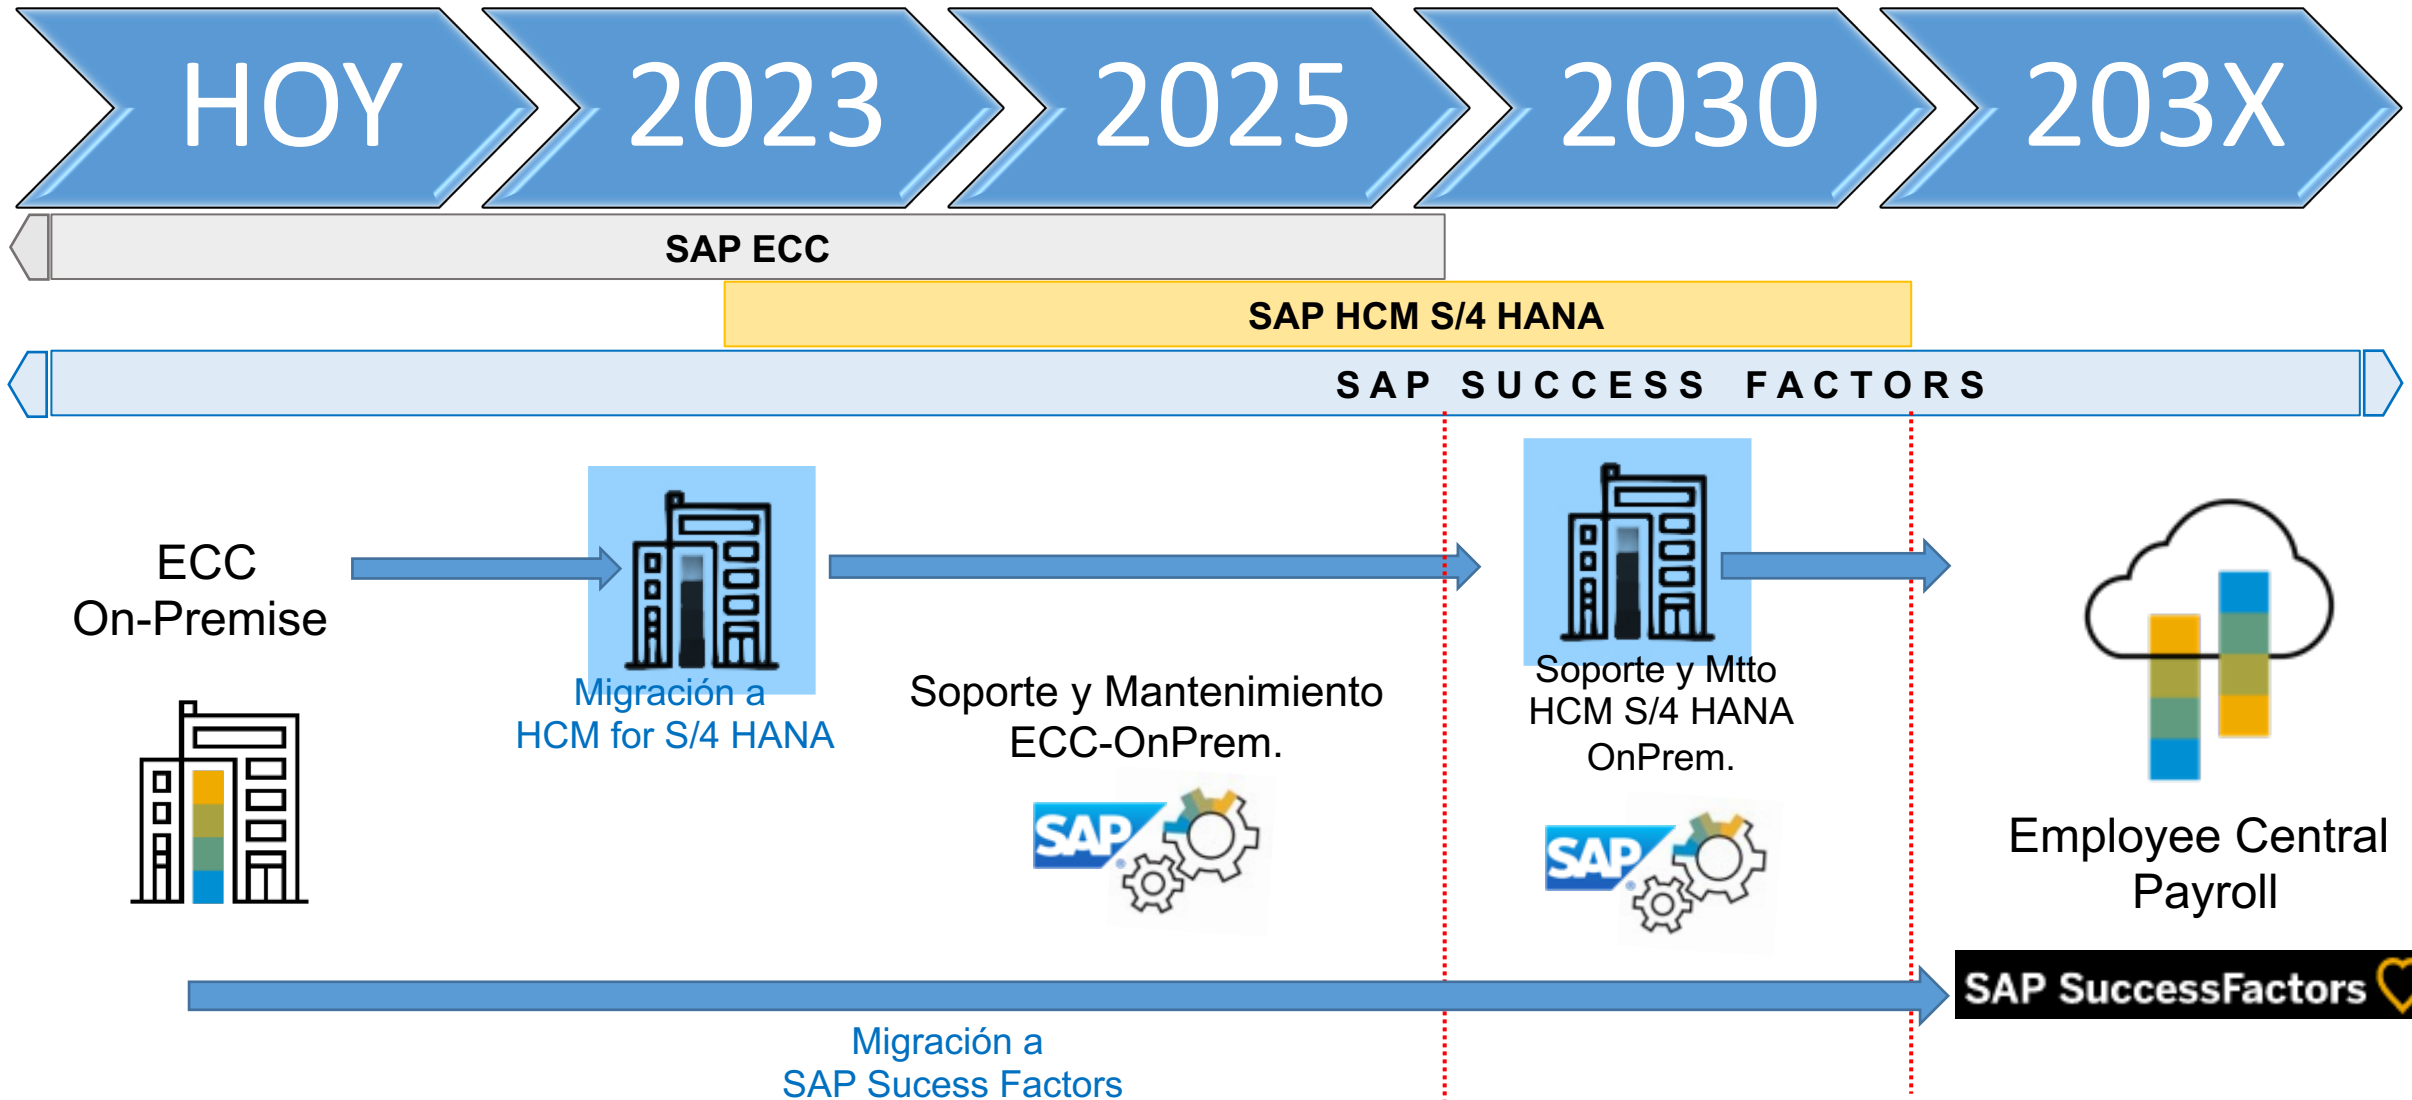 HOY
2023
2025
2030
203X
SAP ECC
SAP HCM S/4 HANA
SAP SUCCESS FACTORS
ECC
On-Premise
Migración a
HCM for S/4 HANA
Soporte y Mantenimiento
ECC-OnPrem.
SAP
Soporte y Mtto
HCM S/4 HANA
OnPrem.
SAP
Employee Central
Payroll
SAP SuccessFactors
Migración a
SAP Sucess Factors